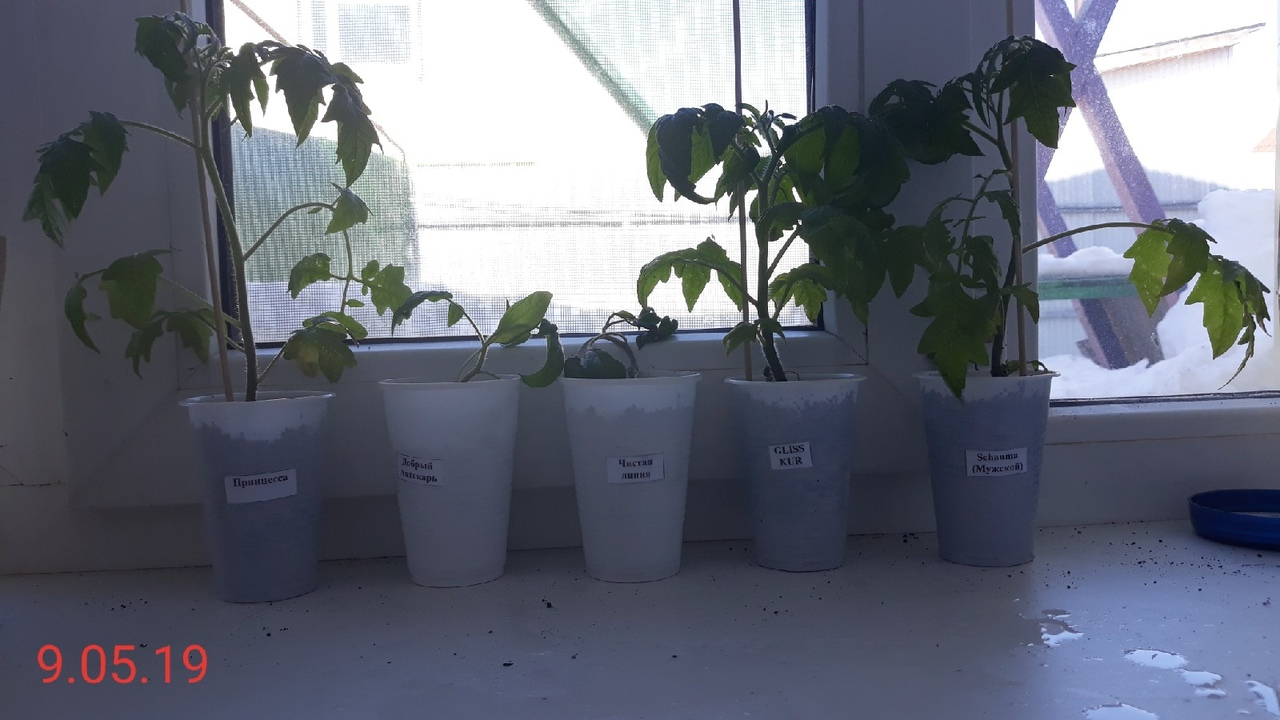 Принцесса
Добрый
Аптекарь
Чистая
линия
GLISS
KUR
Schauma
(Мужской)
9.05.19